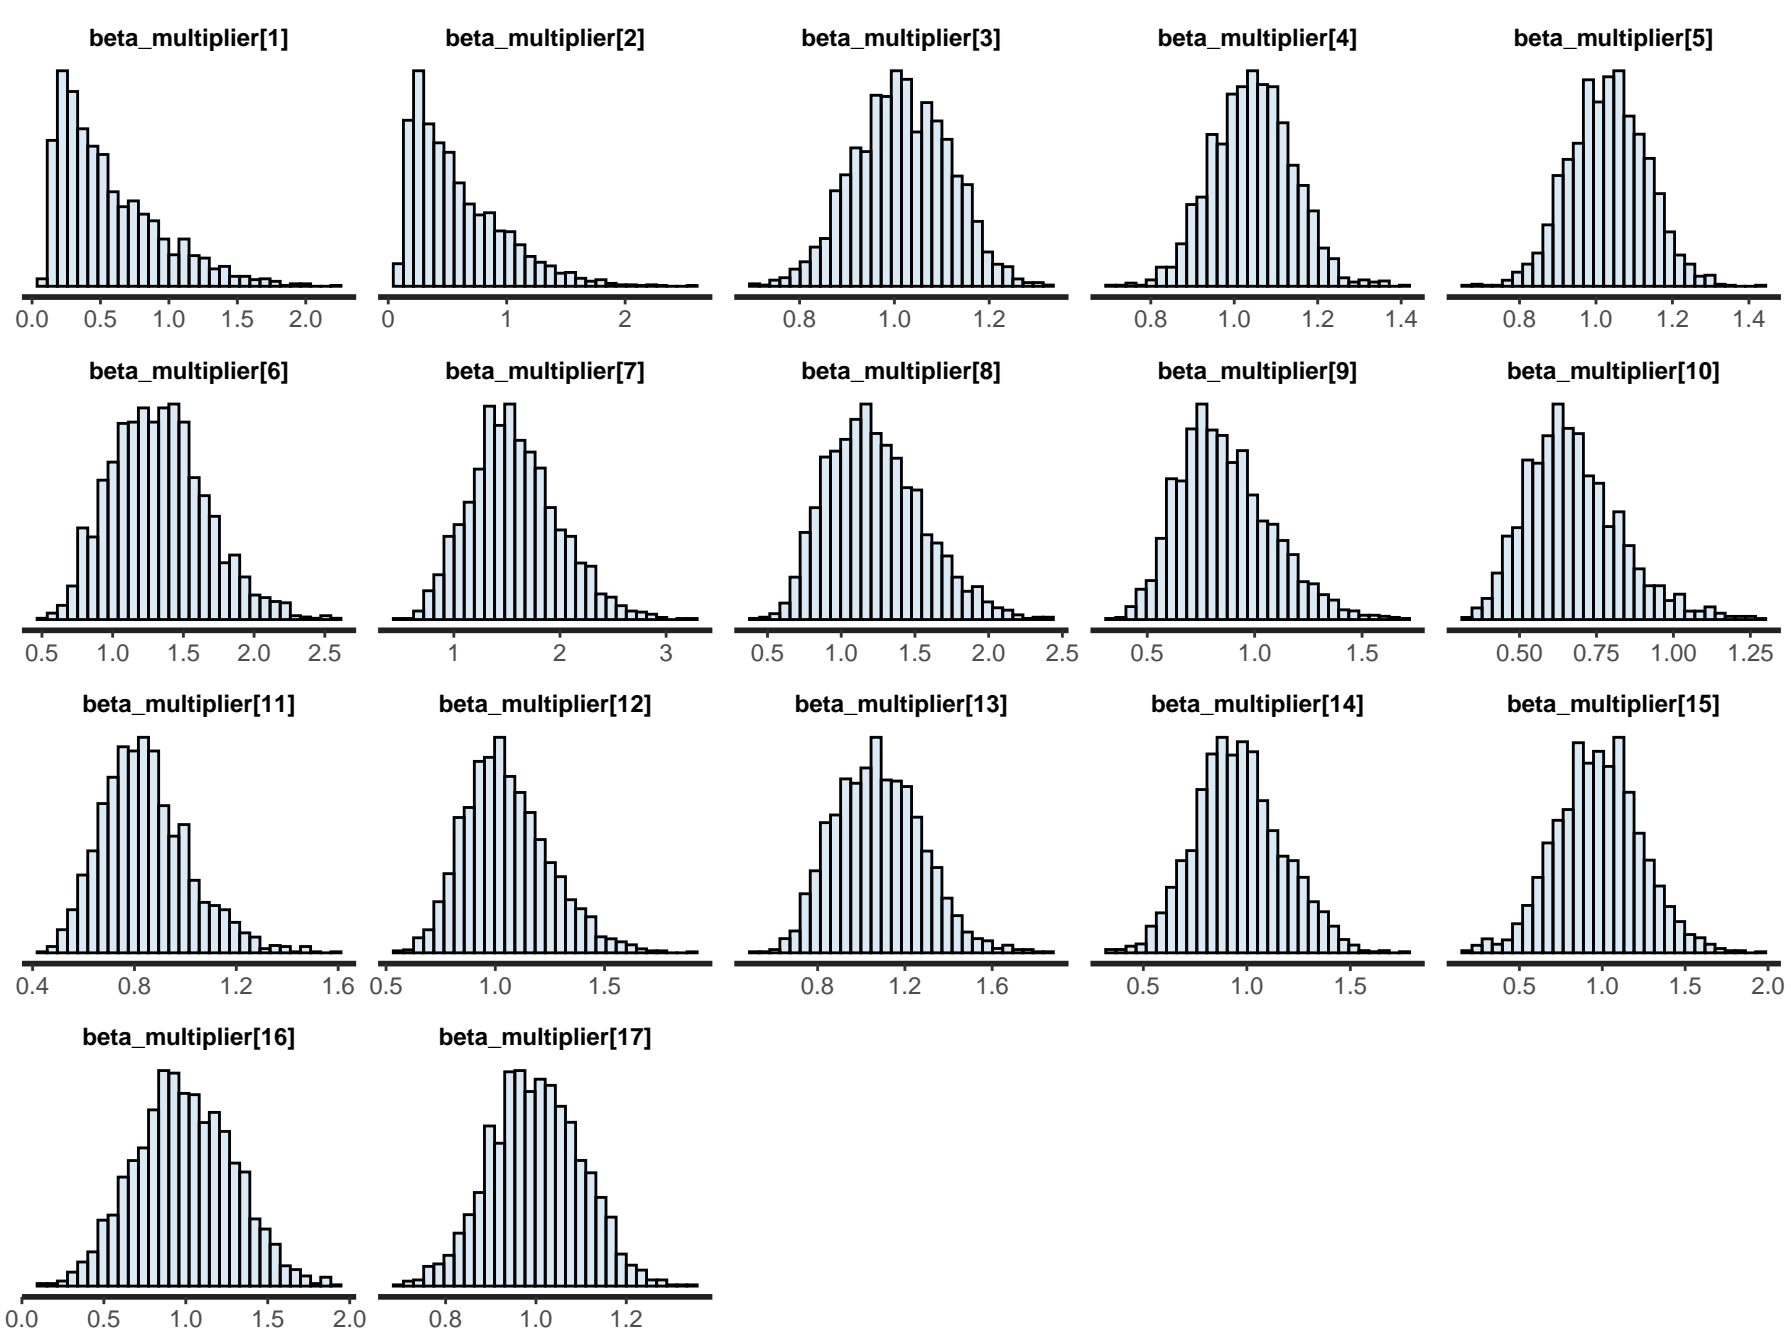 beta_multiplier[1] beta_multiplier[2] beta_multiplier[3] beta_multiplier[4] beta_multiplier[5]
0.0 0.5 1.0 1.5 2.0 0 1 2 0.8 1.0 1.2 0.8 1.0 1.2 1.4 0.8 1.0 1.2 1.4
beta_multiplier[6] beta_multiplier[7] beta_multiplier[8] beta_multiplier[9] beta_multiplier[10]
0.5 1.0 1.5 2.0 2.5 1 2 3 0.5 1.0 1.5 2.0 2.5 0.5 1.0 1.5 0.50 0.75 1.00 1.25
beta_multiplier[11] beta_multiplier[12] beta_multiplier[13] beta_multiplier[14] beta_multiplier[15]
0.4 0.8 1.2 1.6 0.5 1.0 1.5 0.8 1.2 1.6 0.5 1.0 1.5 0.5 1.0 1.5 2.0
beta_multiplier[16] beta_multiplier[17]
0.0 0.5 1.0 1.5 2.0 0.8 1.0 1.2